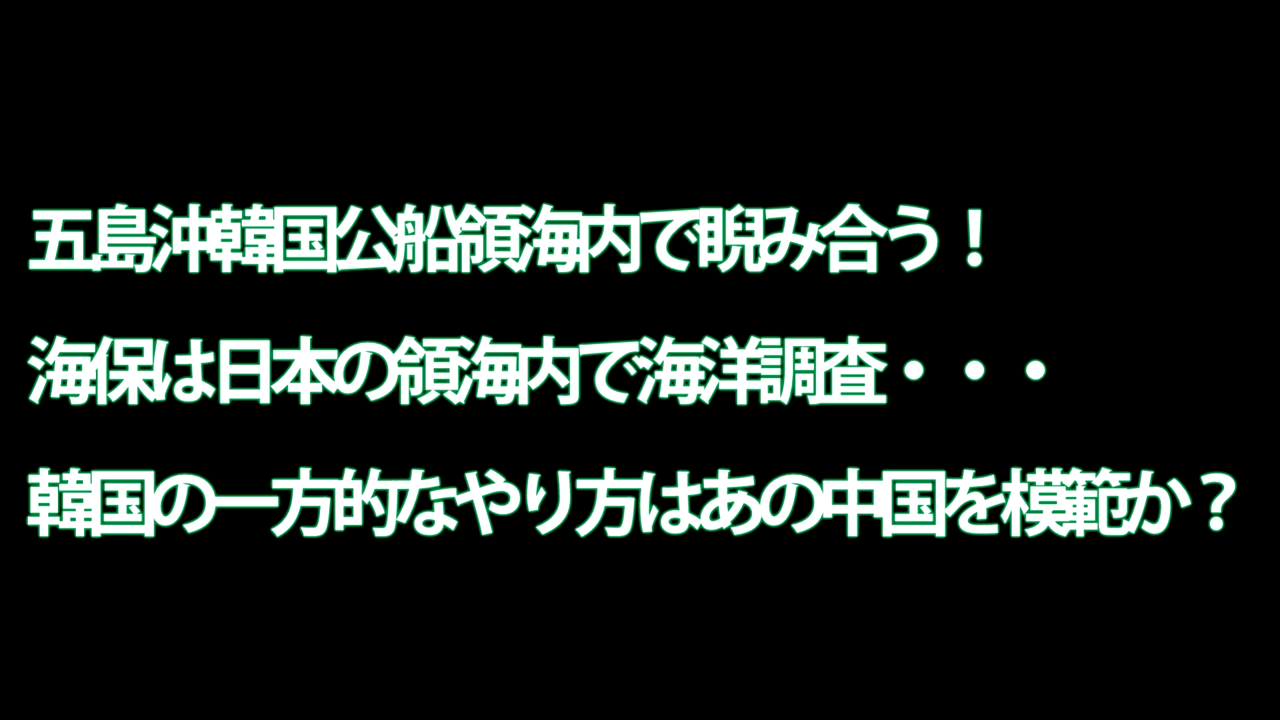 五島沖韓国公船領海内で睨み合う！
海保は日本の領海内で海洋調査・・・
韓国の一方的なやり方はあの中国を模範か？